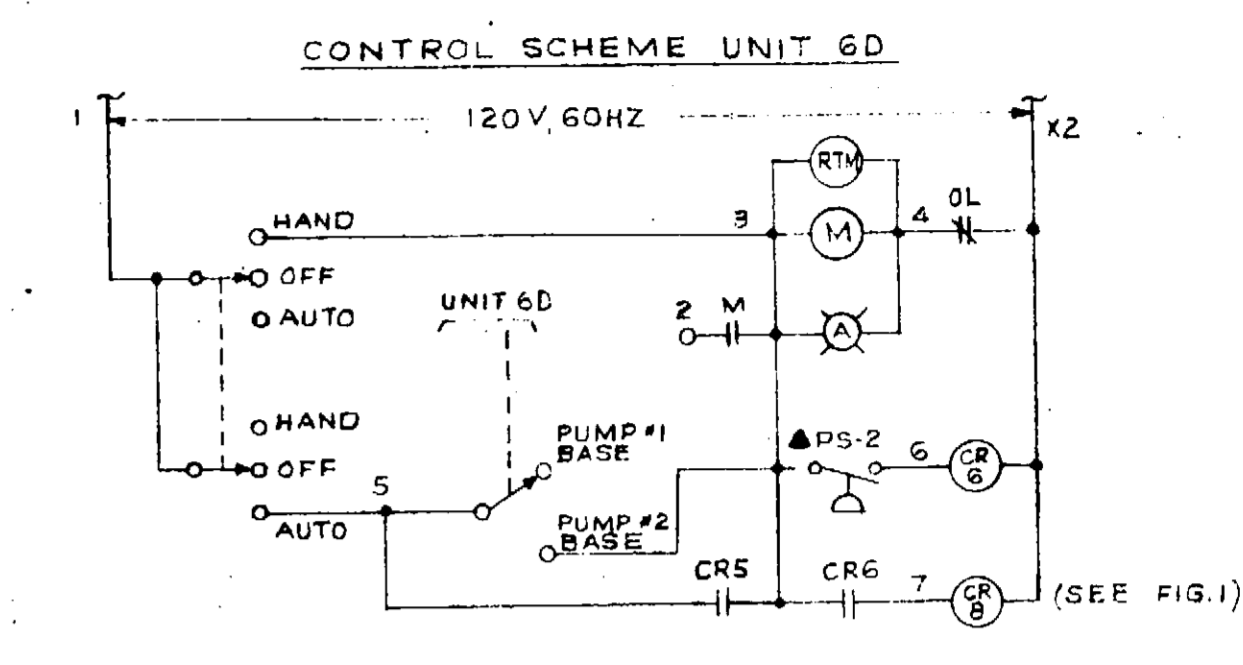 CONTROL SCHEME UNIT 6D
1
120V, 60HZ
X2
RTM
HAND
3
M
4
OL
OFF
AUTO
UNIT 6D
2
M
A
HAND
OFF
5
AUTO
PUMP #1
BASE
PUMP #2
BASE
PS-2
6
CR
6
CR5
CR6
7
CR
8
(SEE FIG.1)